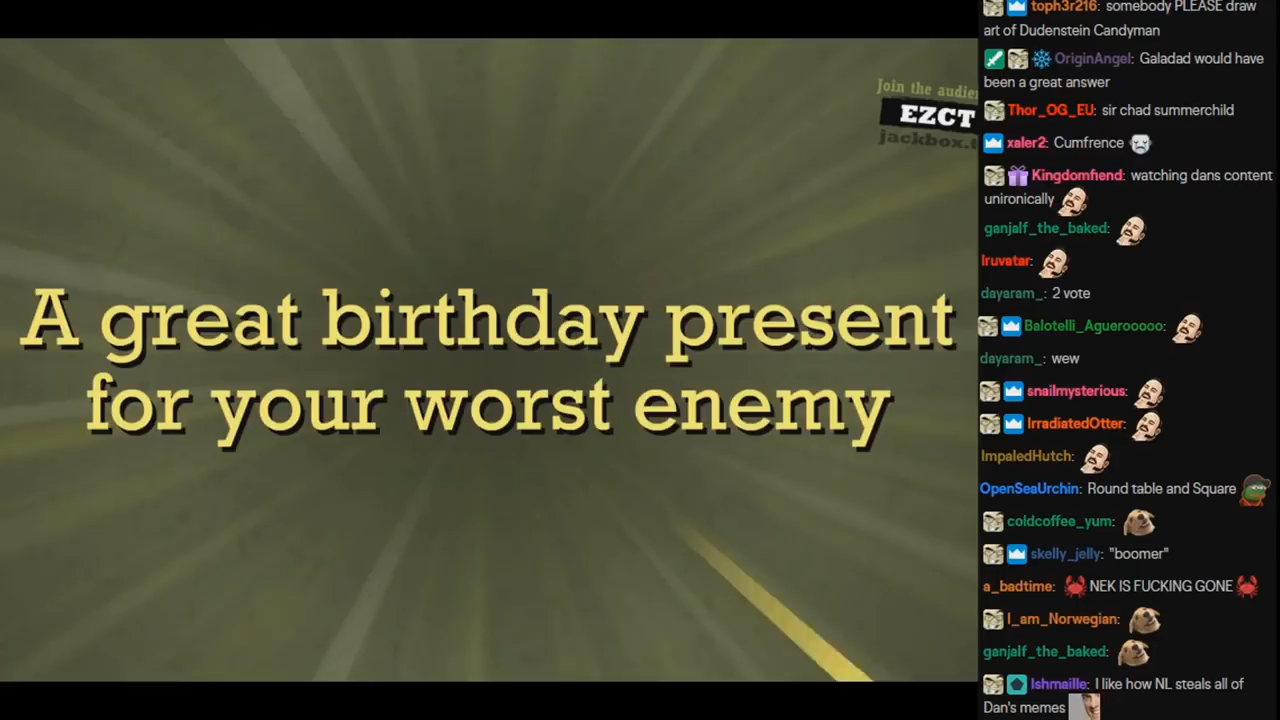 Join the audie
EZCT
jackbox.t
A great birthday present
for your worst enemy
toph3r216: somebody PLEASE draw
art of Dudenstein Candyman
OriginAngel: Galadad would have
been a great answer
Thor_OG_EU: sir chad summerchild
xaler2: Cumfrence
Kingdomfiend: watching dans content
unironically
ganjalf_the_baked:
Iruvatar:
dayaram_: 2 vote
Balotelli_Aguerooooo:
dayaram_: wew
snailmysterious:
IrradiatedOtter:
ImpaledHutch:
OpenSeaUrchin: Round table and Square
coldcoffee_yum:
skelly_jelly: "boomer"
a_badtime: NEK IS FUCKING GONE
I_am_Norwegian:
ganjalf_the_baked:
Ishmaille: I like how NL steals all of
Dan's memes